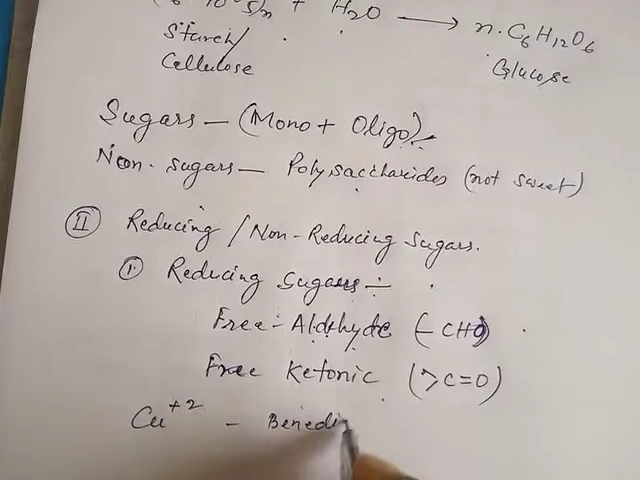 + H₂O ⟶ n. C₆H₁₂O₆
Starch/
Cellulose
Glucose
Sugars – (Mono + Oligo)
Non-sugars – Polysaccharides (not sweet)
II Reducing / Non-Reducing Sugars.
① Reducing Sugars :-
Free-Aldehyde (-CHO)
Free Ketonic (>C=O)
Cu⁺² – Benedi